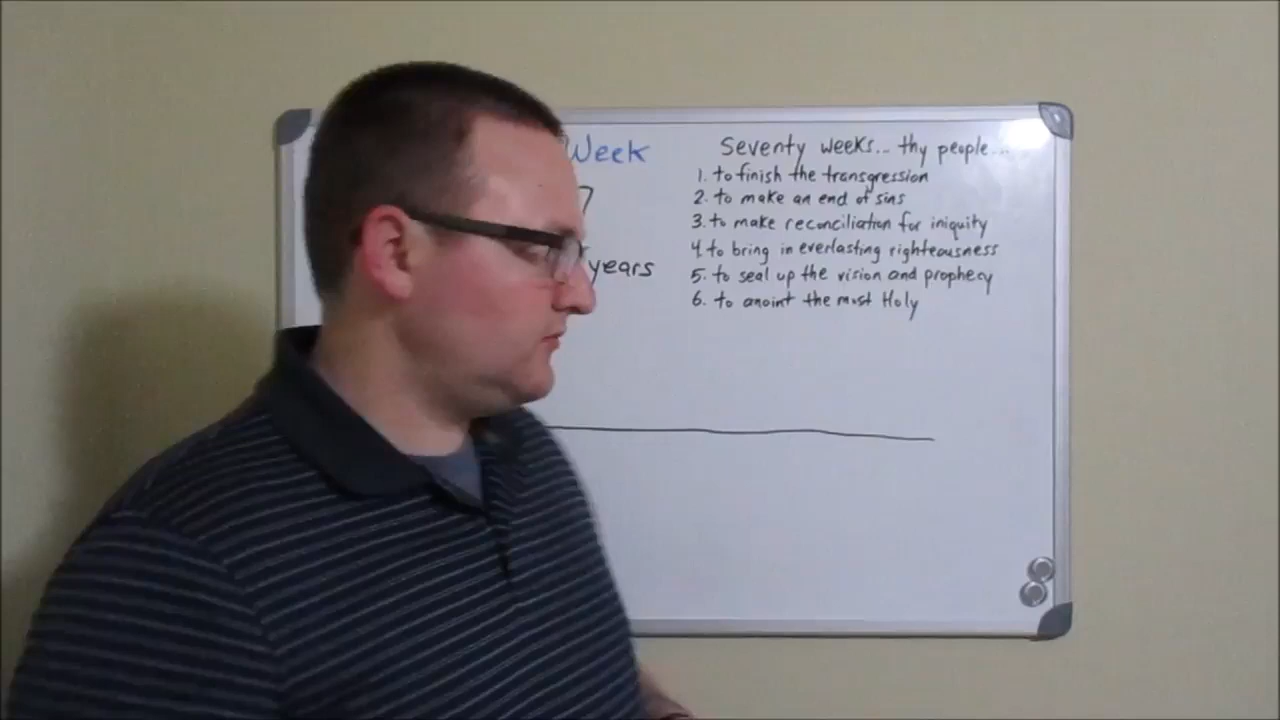 Week
7
years
Seventy weeks... thy people...
1. to finish the transgression
2. to make an end of sins
3. to make reconciliation for iniquity
4. to bring in everlasting righteousness
5. to seal up the vision and prophecy
6. to anoint the most Holy